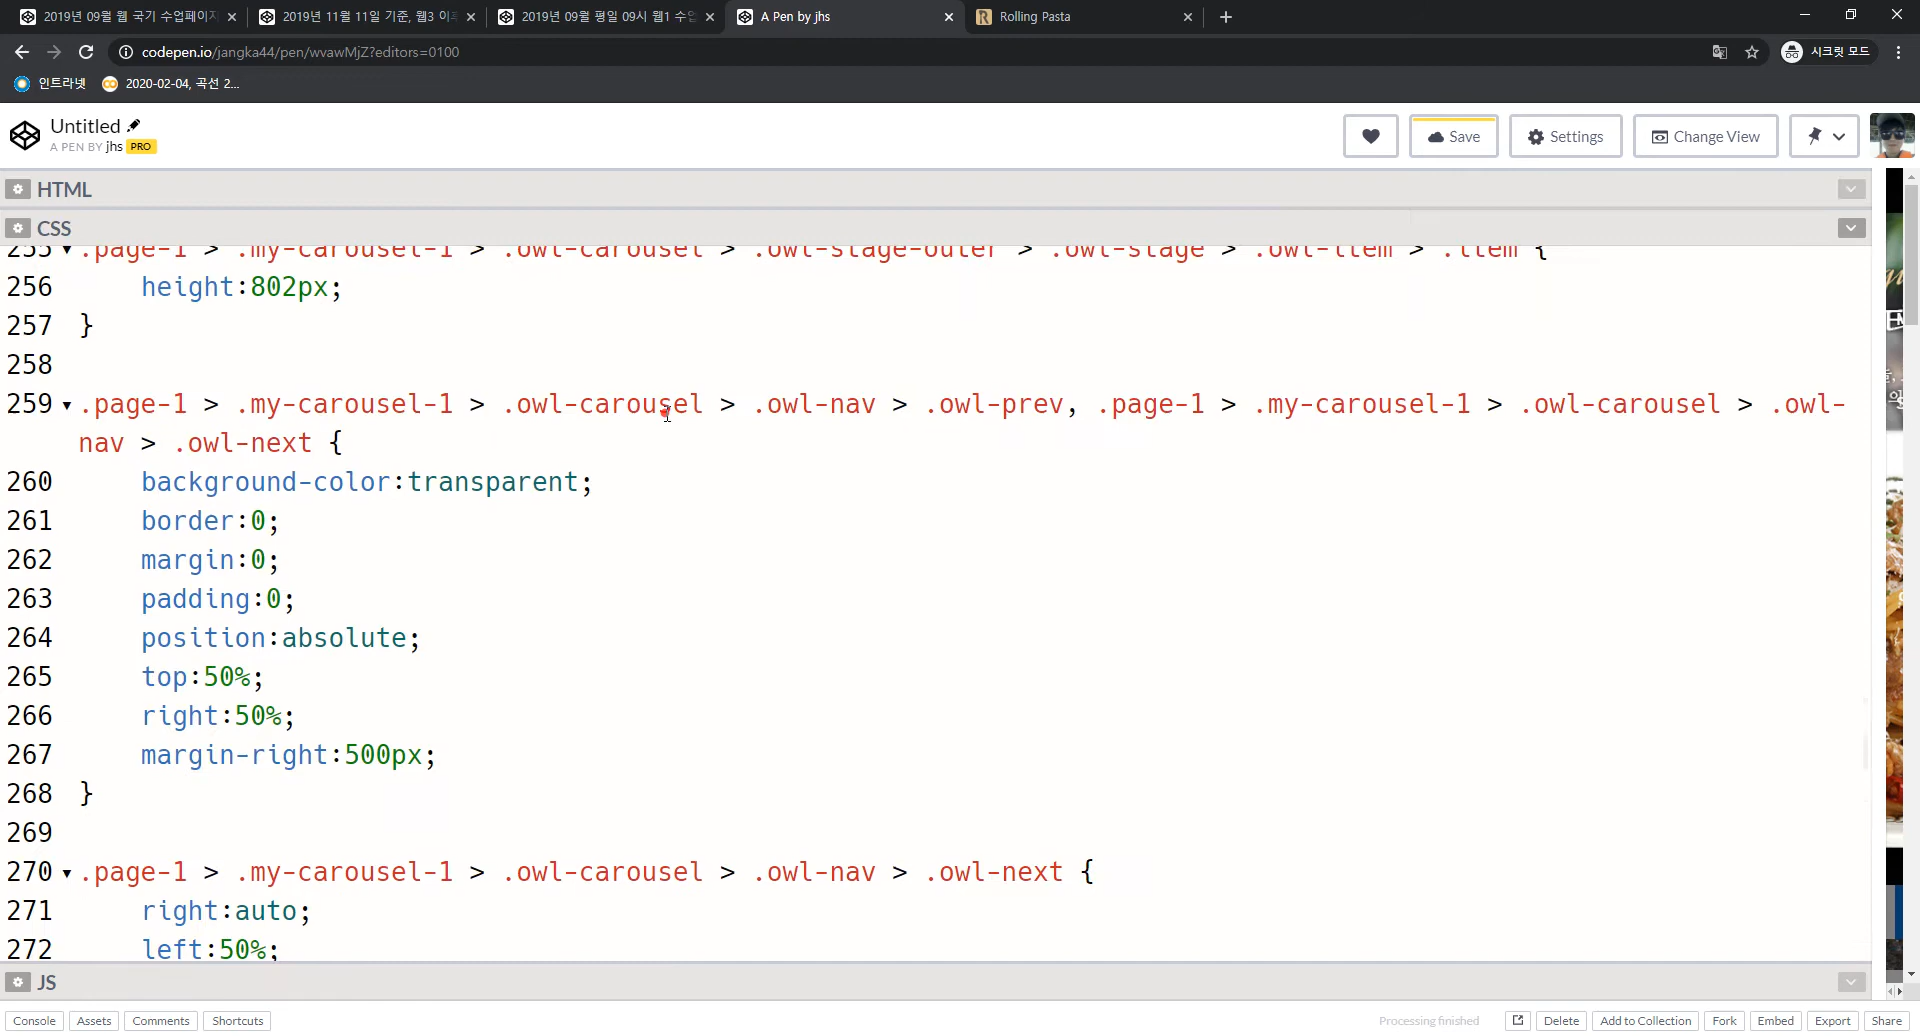 2019년 09월 웹 국기 수업페이지
2019년 11월 11일 기준, 웹3 이
2019년 09월 평일 09시 웹1 수업
A Pen by jhs
Rolling Pasta
codepen.io/jangka44/pen/wvawMjZ?editors=0100
시크릿 모드
인트라넷
2020-02-04, 곡선 2...
Untitled
A PEN BY jhs PRO
Save
Settings
Change View
HTML
CSS
255 .page-1 > .my-carousel-1 > .owl-carousel > .owl-stage-outer > .owl-stage > .owl-item > .item {
256 height:802px;
257 }
258
259 .page-1 > .my-carousel-1 > .owl-carousel > .owl-nav > .owl-prev, .page-1 > .my-carousel-1 > .owl-carousel > .owl-
nav > .owl-next {
260 background-color:transparent;
261 border:0;
262 margin:0;
263 padding:0;
264 position:absolute;
265 top:50%;
266 right:50%;
267 margin-right:500px;
268 }
269
270 .page-1 > .my-carousel-1 > .owl-carousel > .owl-nav > .owl-next {
271 right:auto;
272 left:50%;
JS
Console
Assets
Comments
Shortcuts
Processing finished
Delete
Add to Collection
Fork
Embed
Export
Share